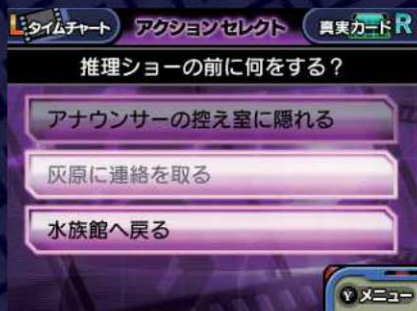 L タイムチャート アクションセレクト 真実カード R
推理ショーの前に何をする？
アナウンサーの控え室に隠れる
灰原に連絡を取る
水族館へ戻る
Y メニュー